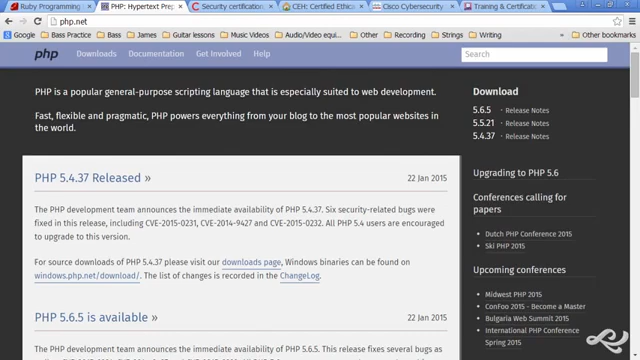 Ruby Programming
PHP: Hypertext Prep
Security certification
CEH: Certified Ethica
Cisco Cybersecurity
Training & Certificatio
php.net
Google
Bass Practice
Bass
James
Guitar lessons
Music Videos
Audio/Video editing
Other
Recording
Strings
Writing
»
Other bookmarks
php
Downloads
Documentation
Get Involved
Help
Search
PHP is a popular general-purpose scripting language that is especially suited to web development.
Fast, flexible and pragmatic, PHP powers everything from your blog to the most popular websites in
the world.
PHP 5.4.37 Released »
22 Jan 2015
The PHP development team announces the immediate availability of PHP 5.4.37. Six security-related bugs were
fixed in this release, including CVE-2015-0231, CVE-2014-9427 and CVE-2015-0232. All PHP 5.4 users are encouraged
to upgrade to this version.
For source downloads of PHP 5.4.37 please visit our downloads page, Windows binaries can be found on
windows.php.net/download/. The list of changes is recorded in the ChangeLog.
PHP 5.6.5 is available »
22 Jan 2015
The PHP development team announces the immediate availability of PHP 5.6.5. This release fixes several bugs as
Download
5.6.5 · Release Notes
5.5.21 · Release Notes
5.4.37 · Release Notes
Upgrading to PHP 5.6
Conferences calling for
papers
Dutch PHP Conference 2015
Ski PHP 2015
Upcoming conferences
Midwest PHP 2015
ConFoo 2015 - Become a Master
Bulgaria Web Summit 2015
International PHP Conference
Spring 2015